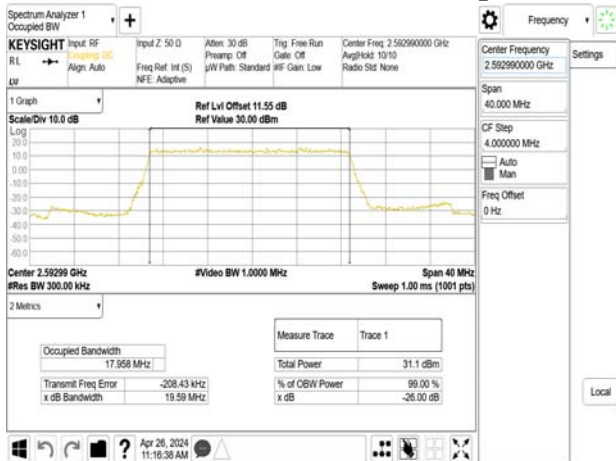 Spectrum Analyzer 1
Occupied BW
Frequency
KEYSIGHT
RL
Input: RF
Coupling: DC
Align: Auto
Input Z: 50 Ω
Freq Ref: Int (S)
NFE: Adaptive
Atten: 30 dB
Preamp: Off
µW Path: Standard
Trig: Free Run
Gate: Off
#IF Gain: Low
Center Freq: 2.592990000 GHz
Avg|Hold: 10/10
Radio Std: None
Center Frequency
2.592990000 GHz
Settings
Span
40.000 MHz
CF Step
4.000000 MHz
Auto
Man
Freq Offset
0 Hz
Local
1 Graph
Scale/Div 10.0 dB
Ref Lvl Offset 11.55 dB
Ref Value 30.00 dBm
Log
20.0
10.0
0.00
-10.0
-20.0
-30.0
-40.0
-50.0
-60.0
Center 2.59299 GHz
#Res BW 300.00 kHz
#Video BW 1.0000 MHz
Span 40 MHz
Sweep 1.00 ms (1001 pts)
2 Metrics
Measure Trace Trace 1
Occupied Bandwidth
17.958 MHz
Total Power 31.1 dBm
Transmit Freq Error -208.43 kHz
% of OBW Power 99.00 %
x dB Bandwidth 19.59 MHz
x dB -26.00 dB
Apr 26, 2024
11:16:38 AM